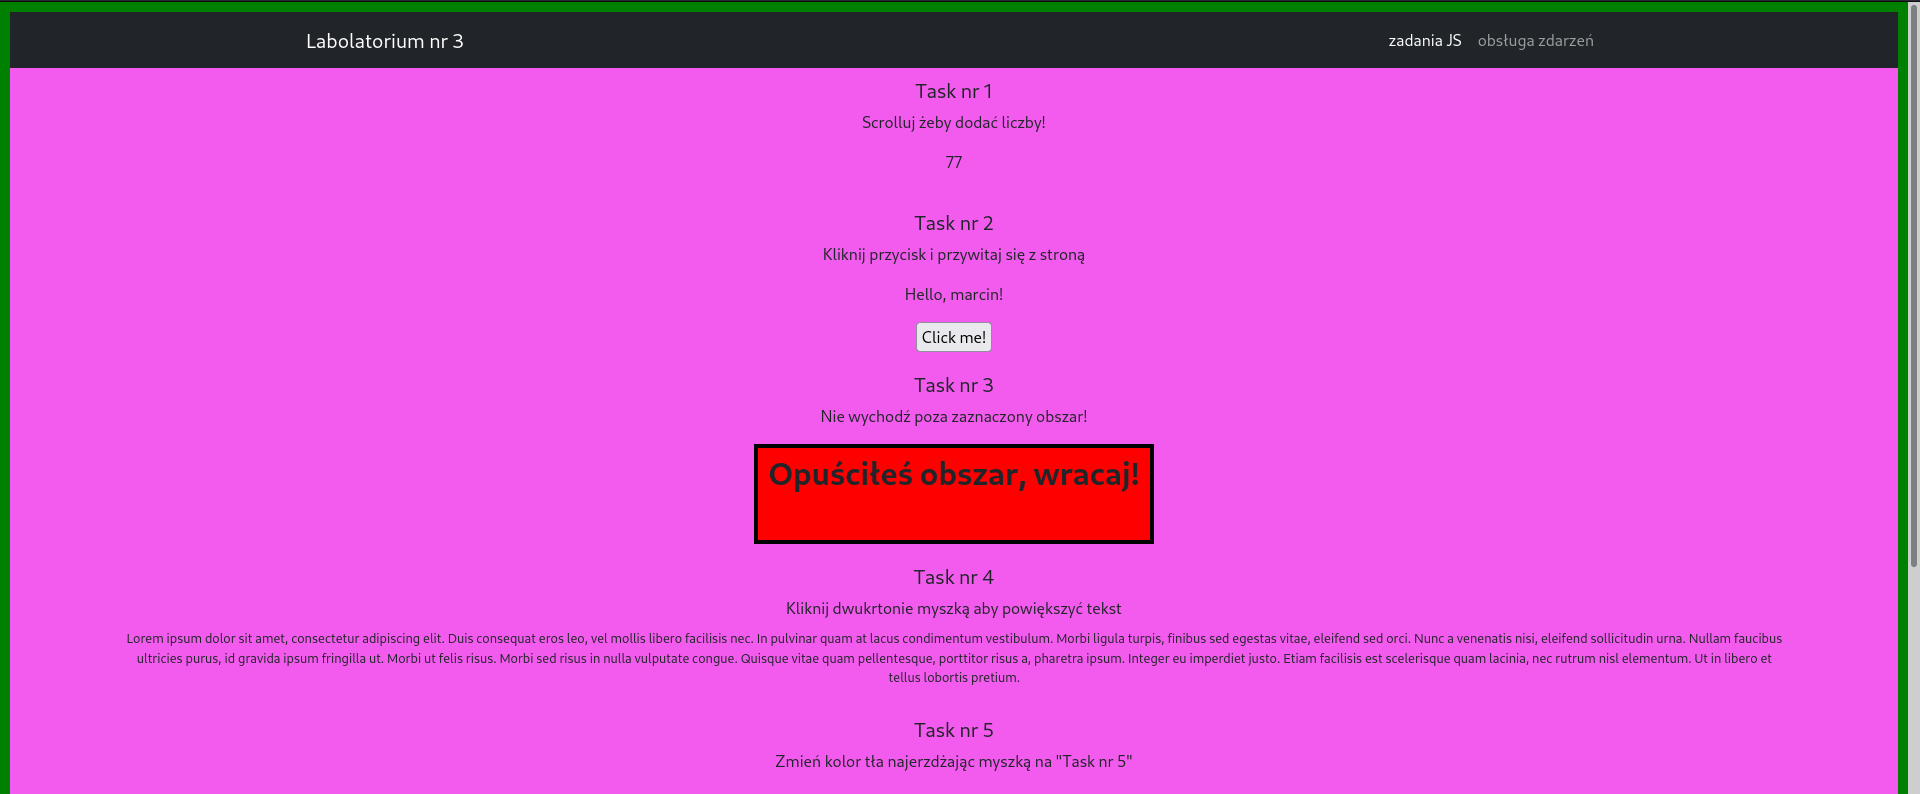 Labolatorium nr 3
zadania JS obsługa zdarzeń
Task nr 1
Scrolluj żeby dodać liczby!
77
Task nr 2
Kliknij przycisk i przywitaj się z stroną
Hello, marcin!
Click me!
Task nr 3
Nie wychodź poza zaznaczony obszar!
Opuściłeś obszar, wracaj!
Task nr 4
Kliknij dwukrtonie myszką aby powiększyć tekst
Lorem ipsum dolor sit amet, consectetur adipiscing elit. Duis consequat eros leo, vel mollis libero facilisis nec. In pulvinar quam at lacus condimentum vestibulum. Morbi ligula turpis, finibus sed egestas vitae, eleifend sed orci. Nunc a venenatis nisi, eleifend sollicitudin urna. Nullam faucibus
ultricies purus, id gravida ipsum fringilla ut. Morbi ut felis risus. Morbi sed risus in nulla vulputate congue. Quisque vitae quam pellentesque, porttitor risus a, pharetra ipsum. Integer eu imperdiet justo. Etiam facilisis est scelerisque quam lacinia, nec rutrum nisl elementum. Ut in libero et
tellus lobortis pretium.
Task nr 5
Zmień kolor tła najerzdżając myszką na "Task nr 5"